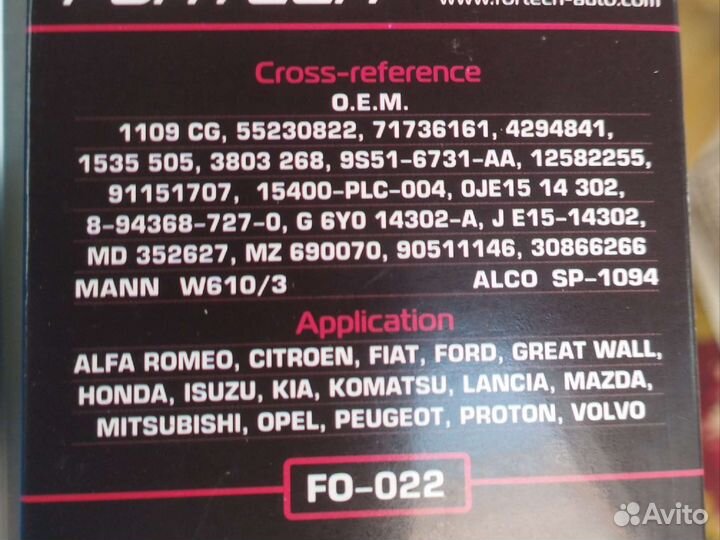 FORTECH
www.fortech-auto.com
Cross-reference
O.E.M.
1109 CG, 55230822, 71736161, 4294841,
1535 505, 3803 268, 9S51-6731-AA, 12582255,
91151707, 15400-PLC-004, 0JE15 14 302,
8-94368-727-0, G 6Y0 14302-A, J E15-14302,
MD 352627, MZ 690070, 90511146, 30866266
MANN W610/3 ALCO SP-1094
Application
ALFA ROMEO, CITROEN, FIAT, FORD, GREAT WALL,
HONDA, ISUZU, KIA, KOMATSU, LANCIA, MAZDA,
MITSUBISHI, OPEL, PEUGEOT, PROTON, VOLVO
FO-022
Avito